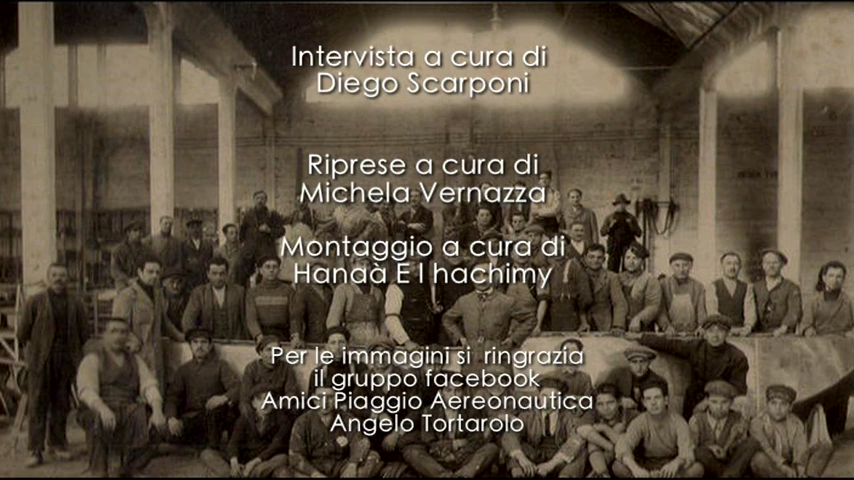 Intervista a cura di
Diego Scarponi
Riprese a cura di
Michela Vernazza
Montaggio a cura di
Hanaà E l hachimy
Per le immagini si ringrazia
il gruppo facebook
Amici Piaggio Aereonautica
Angelo Tortarolo